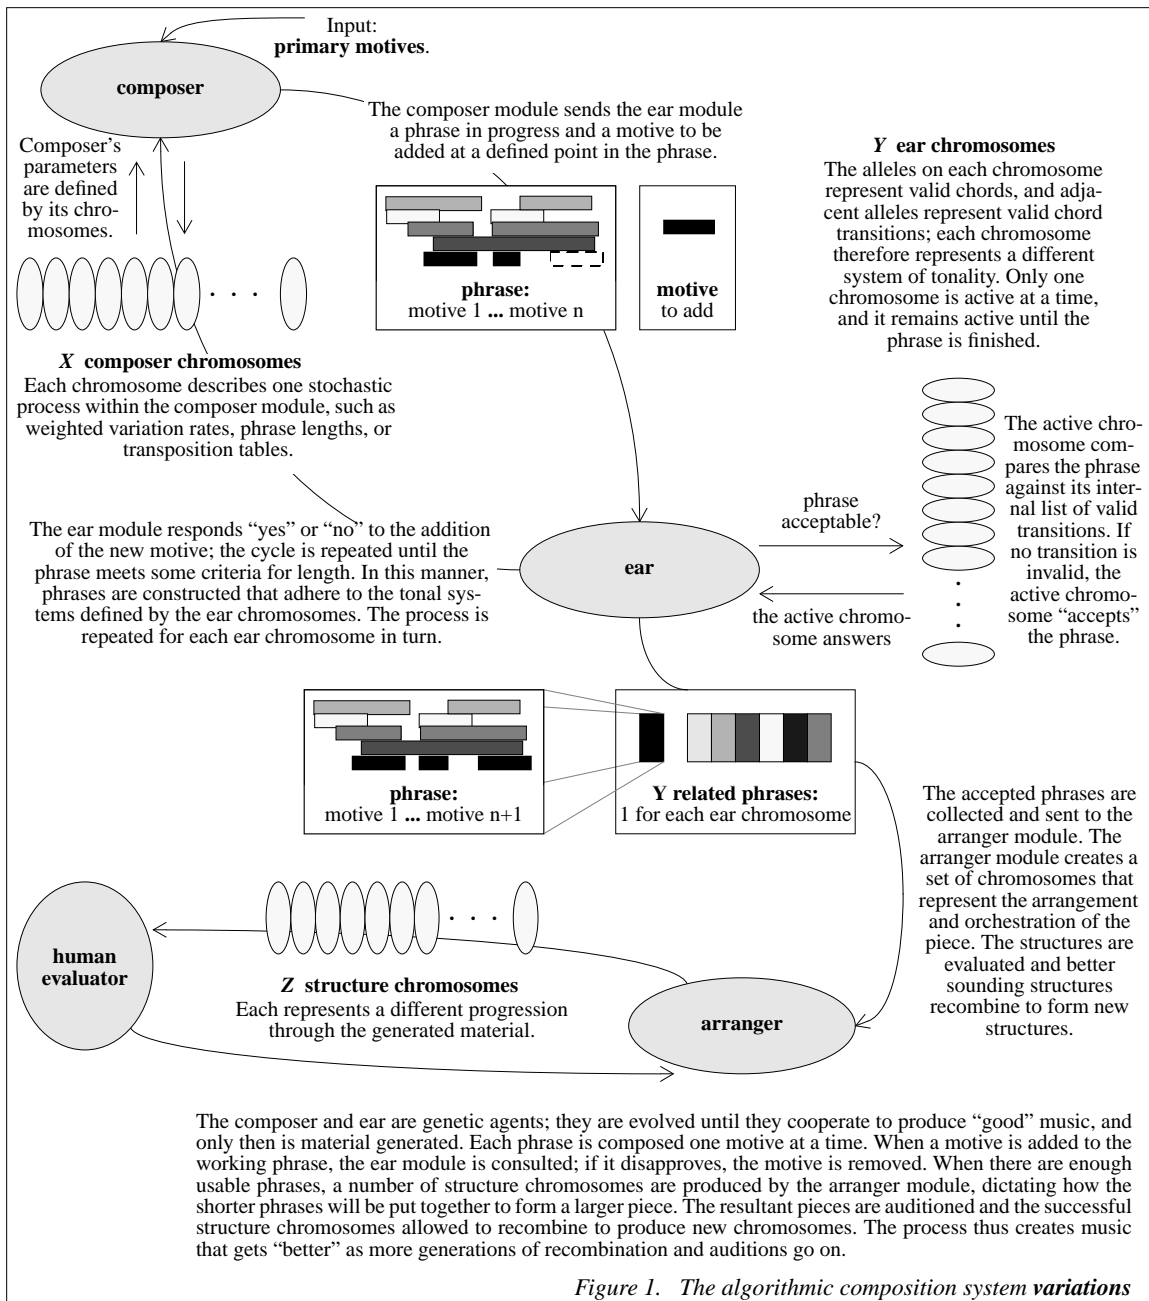 Input:
primary motives.
composer
The composer module sends the ear module
a phrase in progress and a motive to be
added at a defined point in the phrase.
Composer's
parameters
are defined
by its chro-
mosomes.
Y ear chromosomes
The alleles on each chromosome
represent valid chords, and adja-
cent alleles represent valid chord
transitions; each chromosome
therefore represents a different
system of tonality. Only one
chromosome is active at a time,
and it remains active until the
phrase is finished.
phrase:
motive 1 ... motive n
motive
to add
. . .
X composer chromosomes
Each chromosome describes one stochastic
process within the composer module, such as
weighted variation rates, phrase lengths, or
transposition tables.
The active chro-
mosome com-
pares the phrase
against its inter-
nal list of valid
transitions. If
no transition is
invalid, the
active chromo-
some “accepts”
the phrase.
phrase
acceptable?
The ear module responds “yes” or “no” to the addition
of the new motive; the cycle is repeated until the
phrase meets some criteria for length. In this manner,
phrases are constructed that adhere to the tonal sys-
tems defined by the ear chromosomes. The process is
repeated for each ear chromosome in turn.
ear
the active chromo-
some answers
phrase:
motive 1 ... motive n+1
Y related phrases:
1 for each ear chromosome
The accepted phrases are
collected and sent to the
arranger module. The
arranger module creates a
set of chromosomes that
represent the arrangement
and orchestration of the
piece. The structures are
evaluated and better
sounding structures
recombine to form new
structures.
. . .
human
evaluator
Z structure chromosomes
Each represents a different progression
through the generated material.
arranger
The composer and ear are genetic agents; they are evolved until they cooperate to produce “good” music, and
only then is material generated. Each phrase is composed one motive at a time. When a motive is added to the
working phrase, the ear module is consulted; if it disapproves, the motive is removed. When there are enough
usable phrases, a number of structure chromosomes are produced by the arranger module, dictating how the
shorter phrases will be put together to form a larger piece. The resultant pieces are auditioned and the successful
structure chromosomes allowed to recombine to produce new chromosomes. The process thus creates music
that gets “better” as more generations of recombination and auditions go on.
Figure 1. The algorithmic composition system variations